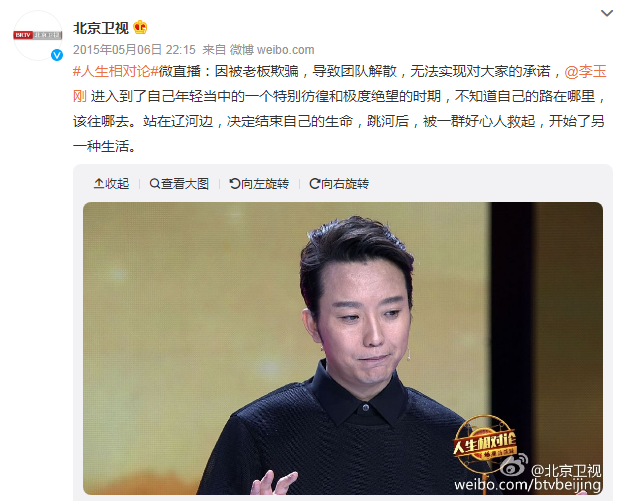 BRTV 北京卫视
北京卫视
2015年05月06日 22:15 来自 微博 weibo.com
#人生相对论#微直播：因被老板欺骗，导致团队解散，无法实现对大家的承诺，@李玉
刚 进入到了自己年轻当中的一个特别彷徨和极度绝望的时期，不知道自己的路在哪里，
该往哪去。站在辽河边，决定结束自己的生命，跳河后，被一群好心人救起，开始了另
一种生活。
收起 查看大图 向左旋转 向右旋转
人生相对论
@北京卫视
weibo.com/btvbeijing